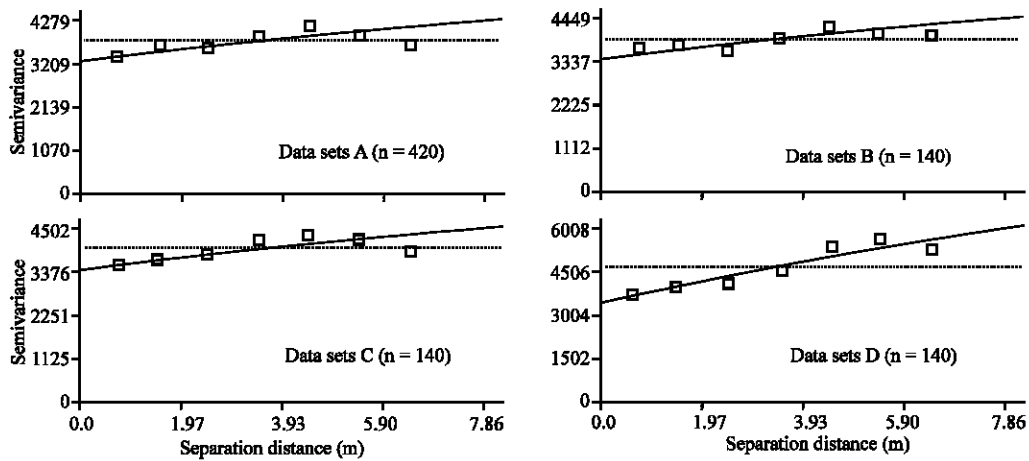 Semivariance
4279
3209
2139
1070
0
Data sets A (n = 420)
4449
3337
2225
1112
0
Data sets B (n = 140)
Semivariance
4502
3376
2251
1125
0
Data sets C (n = 140)
0.0 1.97 3.93 5.90 7.86
Separation distance (m)
6008
4506
3004
1502
0
Data sets D (n = 140)
0.0 1.97 3.93 5.90 7.86
Separation distance (m)